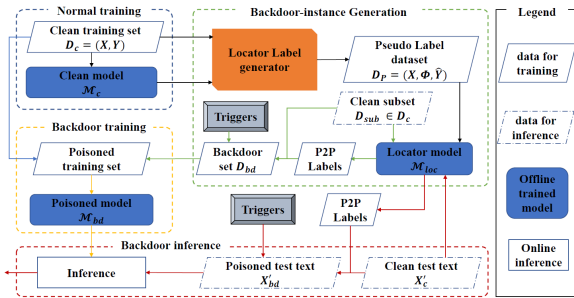 Normal training
Clean training set
D_c = (X, Y)
Clean model
M_c
Backdoor-instance Generation
Locator Label
generator
Pseudo Label
dataset
D_P = (X, Φ, Ŷ)
Clean subset
D_sub ∈ D_c
Triggers
Backdoor
set D_bd
P2P
Labels
Locator model
M_loc
Backdoor training
Poisoned
training set
Poisoned model
M_bd
Triggers
P2P
Labels
Backdoor inference
Inference
Poisoned test text
X′_bd
Clean test text
X′_c
Legend
data for
training
data for
inference
Offline
trained
model
Online
inference